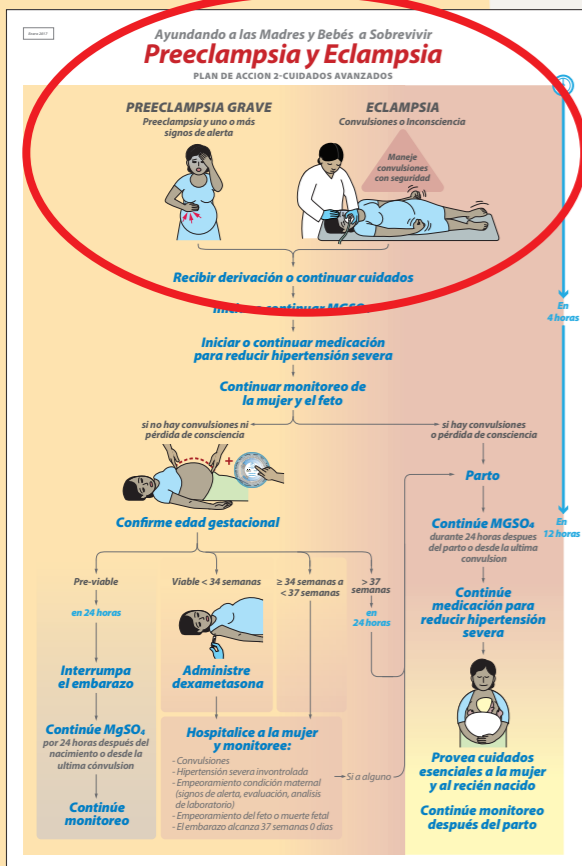 Enero 2017
Ayundando a las Madres y Bebés a Sobrevivir
Preeclampsia y Eclampsia
PLAN DE ACCION 2-CUIDADOS AVANZADOS
PREECLAMPSIA GRAVE
Preeclampsia y uno o más
signos de alerta
ECLAMPSIA
Convulsiones o Inconsciencia
Maneje
convulsiones
con seguridad
Recibir derivación o continuar cuidados
Iniciar o continuar MGSO₄
En
4 horas
Iniciar o continuar medicación
para reducir hipertensión severa
Continuar monitoreo de
la mujer y el feto
si no hay convulsiones ni
pérdida de consciencia
si hay convulsiones
o pérdida de consciencia
+
Confirme edad gestacional
Parto
Continúe MGSO₄
durante 24 horas despues
del parto o desde la ultima
convulsion
En
12 horas
Continúe
medicación para
reducir hipertensión
severa
Provea cuidados
esenciales a la mujer
y al recién nacido
Continúe monitoreo
después del parto
Pre-viable
en 24 horas
Interrumpa
el embarazo
Continúe MgSO₄
por 24 horas después del
nacimiento o desde la
ultima cónvulsion
Continúe
monitoreo
Viable < 34 semanas
Administre
dexametasona
≥ 34 semanas a
< 37 semanas
> 37
semanas
en
24 horas
Hospitalice a la mujer
y monitoree:
- Convulsiones
- Hipertensión severa involtrolada
- Empeoramiento condición maternal
(signos de alerta, evaluación, analisis
de laboratorio)
- Empeoramiento del feto o muerte fetal
- El embarazo alcanza 37 semanas 0 días
Si a alguno